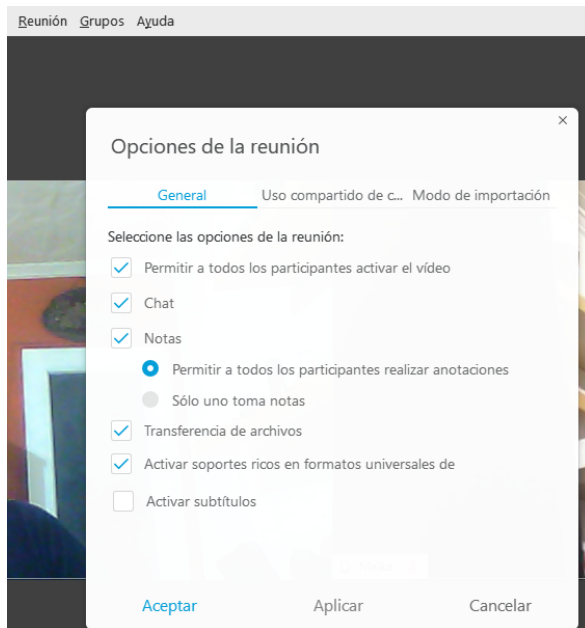 Reunión Grupos Ayuda
Opciones de la reunión
General Uso compartido de c... Modo de importación
Seleccione las opciones de la reunión:
Permitir a todos los participantes activar el vídeo
Chat
Notas
Permitir a todos los participantes realizar anotaciones
Sólo uno toma notas
Transferencia de archivos
Activar soportes ricos en formatos universales de
Activar subtítulos
Aceptar Aplicar Cancelar